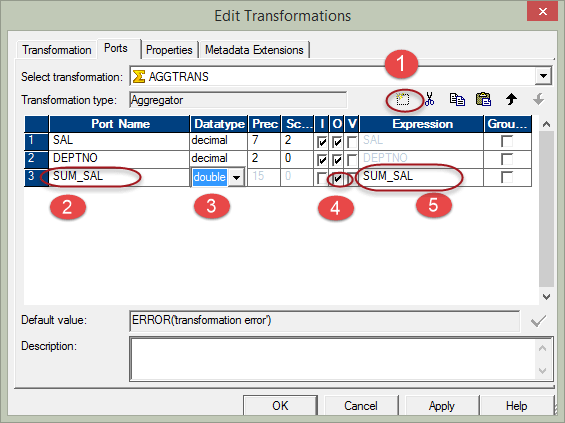 Edit Transformations
x
Transformation Ports Properties Metadata Extensions
1
Select transformation: Σ AGGTRANS
Transformation type: Aggregator
Port Name Datatype Prec Sc... I O V Expression Grou...
1 SAL decimal 7 2 SAL
2 DEPTNO decimal 2 0 DEPTNO
3 SUM_SAL double 15 0 SUM_SAL
2 3 4 5
Default value: ERROR('transformation error')
Description:
OK Cancel Apply Help